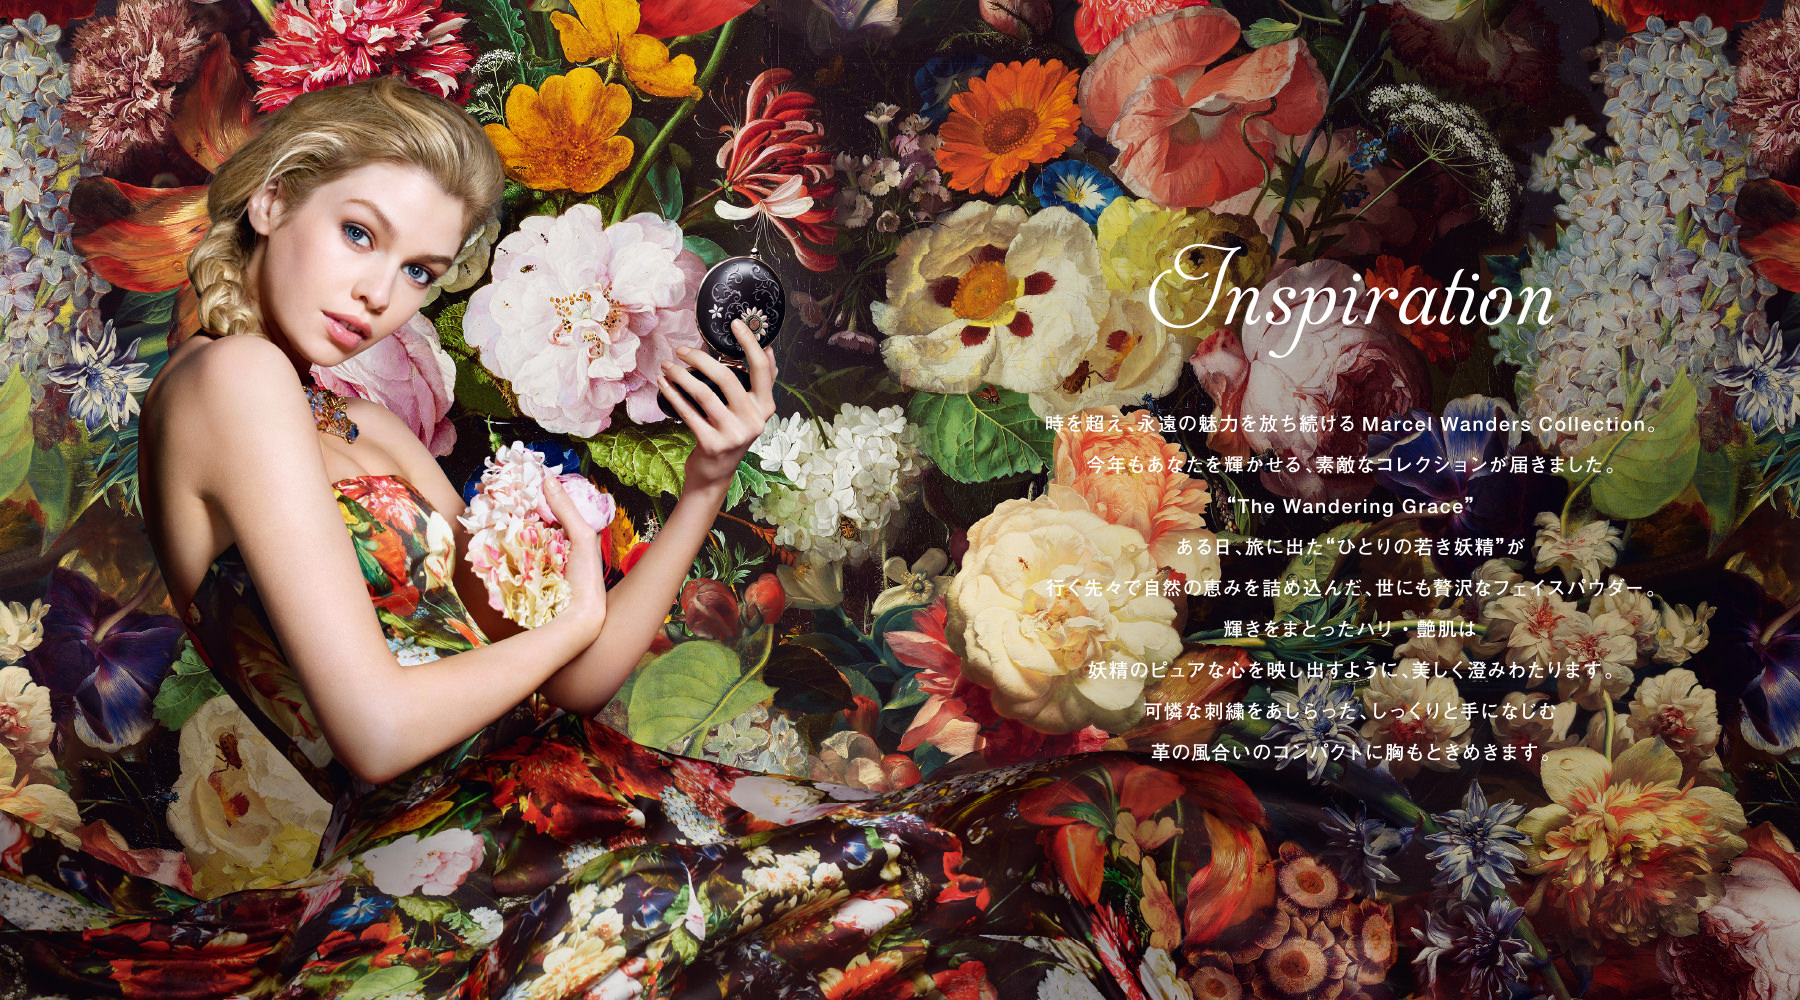 Inspiration
時を超え、永遠の魅力を放ち続ける Marcel Wanders Collection。
今年もあなたを輝かせる、素敵なコレクションが届きました。
“The Wandering Grace”
ある日、旅に出た“ひとりの若き妖精”が
行く先々で自然の恵みを詰め込んだ、世にも贅沢なフェイスパウダー。
輝きをまとったハリ・艶肌は
妖精のピュアな心を映し出すように、美しく澄みわたります。
可憐な刺繍をあしらった、しっくりと手になじむ
革の風合いのコンパクトに胸もときめきます。